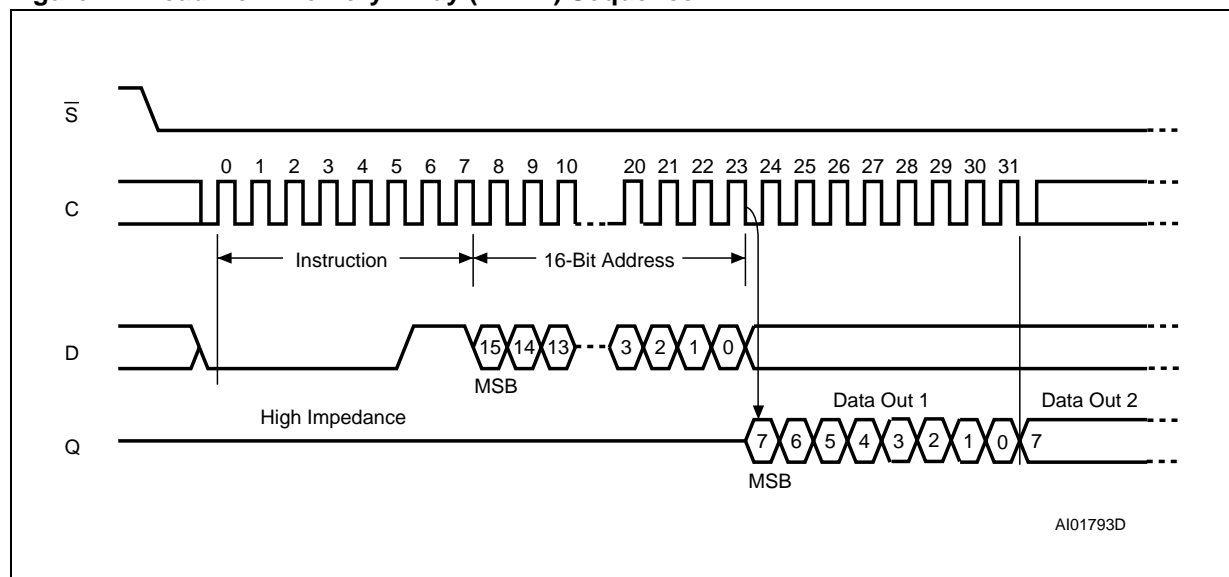 S
0 1 2 3 4 5 6 7 8 9 10 20 21 22 23 24 25 26 27 28 29 30 31
C
Instruction 16-Bit Address
D 15 14 13 3 2 1 0
MSB
High Impedance Data Out 1 Data Out 2
Q 7 6 5 4 3 2 1 0 7
MSB
AI01793D